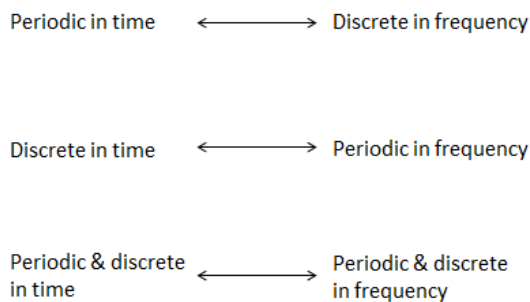 Periodic in time
Discrete in frequency
Discrete in time
Periodic in frequency
Periodic & discrete
in time
Periodic & discrete
in frequency